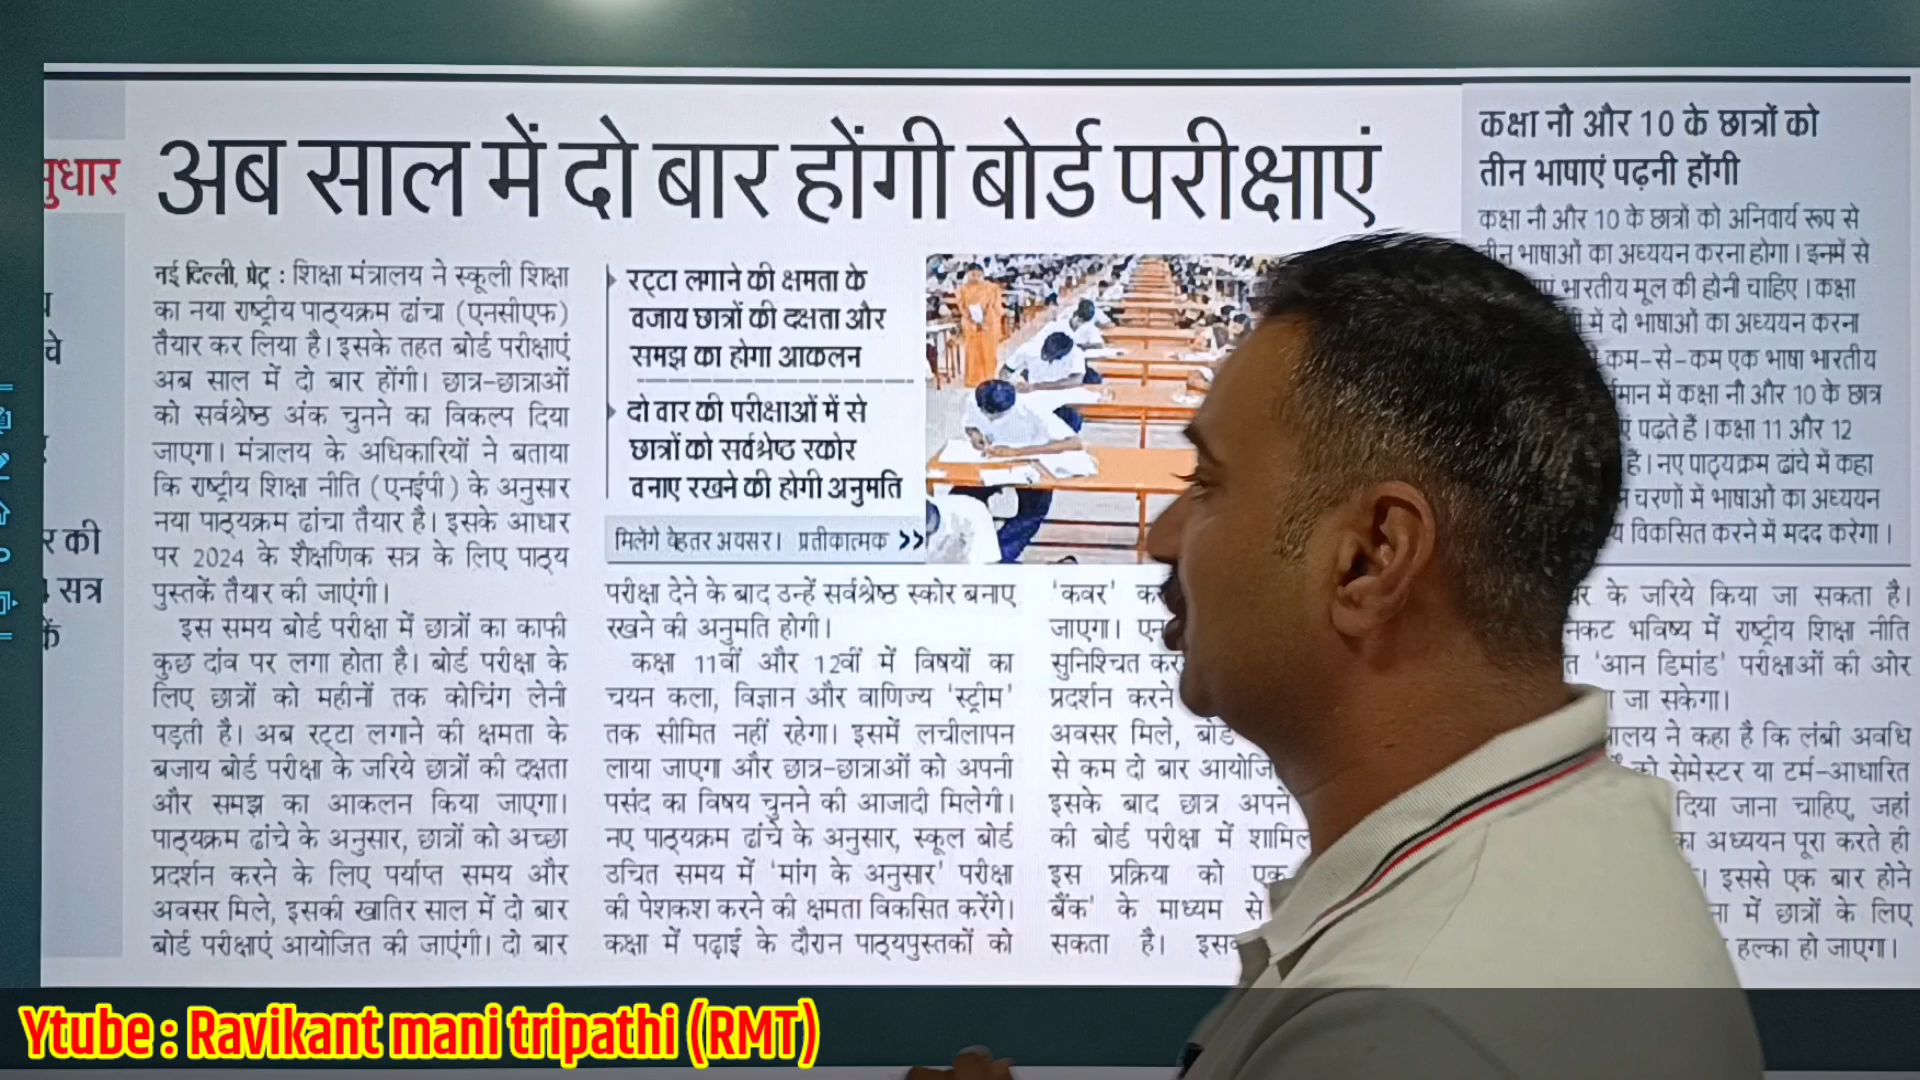 सुधार
र की
सत्र
अब साल में दो बार होंगी बोर्ड परीक्षाएं
नई दिल्ली, प्रेट्र : शिक्षा मंत्रालय ने स्कूली शिक्षा
का नया राष्ट्रीय पाठ्यक्रम ढांचा (एनसीएफ)
तैयार कर लिया है। इसके तहत बोर्ड परीक्षाएं
अब साल में दो बार होंगी। छात्र-छात्राओं
को सर्वश्रेष्ठ अंक चुनने का विकल्प दिया
जाएगा। मंत्रालय के अधिकारियों ने बताया
कि राष्ट्रीय शिक्षा नीति (एनईपी) के अनुसार
नया पाठ्यक्रम ढांचा तैयार है। इसके आधार
पर 2024 के शैक्षणिक सत्र के लिए पाठ्य
पुस्तकें तैयार की जाएंगी।
इस समय बोर्ड परीक्षा में छात्रों का काफी
कुछ दांव पर लगा होता है। बोर्ड परीक्षा के
लिए छात्रों को महीनों तक कोचिंग लेनी
पड़ती है। अब रट्टा लगाने की क्षमता के
बजाय बोर्ड परीक्षा के जरिये छात्रों की दक्षता
और समझ का आकलन किया जाएगा।
पाठ्यक्रम ढांचे के अनुसार, छात्रों को अच्छा
प्रदर्शन करने के लिए पर्याप्त समय और
अवसर मिले, इसकी खातिर साल में दो बार
बोर्ड परीक्षाएं आयोजित की जाएंगी। दो बार
रट्टा लगाने की क्षमता के
वजाय छात्रों की दक्षता और
समझ का होगा आकलन
दो वार की परीक्षाओं में से
छात्रों को सर्वश्रेष्ठ स्कोर
वनाए रखने की होगी अनुमति
मिलेंगे बेहतर अवसर। प्रतीकात्मक >>
परीक्षा देने के बाद उन्हें सर्वश्रेष्ठ स्कोर बनाए
रखने की अनुमति होगी।
कक्षा 11वीं और 12वीं में विषयों का
चयन कला, विज्ञान और वाणिज्य 'स्ट्रीम'
तक सीमित नहीं रहेगा। इसमें लचीलापन
लाया जाएगा और छात्र-छात्राओं को अपनी
पसंद का विषय चुनने की आजादी मिलेगी।
नए पाठ्यक्रम ढांचे के अनुसार, स्कूल बोर्ड
उचित समय में 'मांग के अनुसार' परीक्षा
की पेशकश करने की क्षमता विकसित करेंगे।
कक्षा में पढ़ाई के दौरान पाठ्यपुस्तकों को
'कवर' कर
जाएगा। एन
सुनिश्चित कर
प्रदर्शन करने
अवसर मिले, बोर्ड
से कम दो बार आयोजि
इसके बाद छात्र अपने
की बोर्ड परीक्षा में शामिल
इस प्रक्रिया को एक
बैंक' के माध्यम से
सकता है। इस
कक्षा नौ और 10 के छात्रों को
तीन भाषाएं पढ़नी होंगी
कक्षा नौ और 10 के छात्रों को अनिवार्य रूप से
तीन भाषाओं का अध्ययन करना होगा। इनमें से
भारतीय मूल की होनी चाहिए। कक्षा
में दो भाषाओं का अध्ययन करना
कम-से-कम एक भाषा भारतीय
र्तमान में कक्षा नौ और 10 के छात्र
पढ़ते हैं। कक्षा 11 और 12
है। नए पाठ्यक्रम ढांचे में कहा
चरणों में भाषाओं का अध्ययन
विकसित करने में मदद करेगा।
के जरिये किया जा सकता है।
निकट भविष्य में राष्ट्रीय शिक्षा नीति
त 'आन डिमांड' परीक्षाओं की ओर
जा सकेगा।
ालय ने कहा है कि लंबी अवधि
को सेमेस्टर या टर्म-आधारित
दिया जाना चाहिए, जहां
का अध्ययन पूरा करते ही
। इससे एक बार होने
में छात्रों के लिए
हल्का हो जाएगा।
Ytube : Ravikant mani tripathi (RMT)